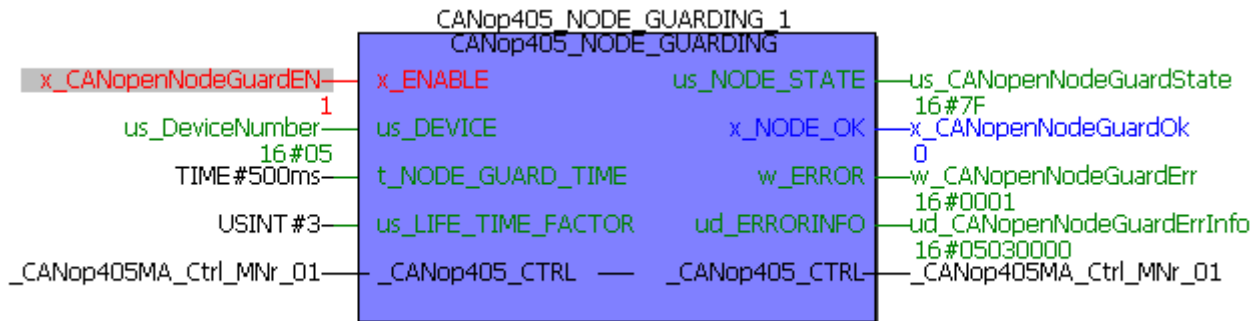 CANop405_NODE_GUARDING_1
CANop405_NODE_GUARDING
x_CANopenNodeGuardEN x_ENABLE us_NODE_STATE us_CANopenNodeGuardState
1 16#7F
us_DeviceNumber us_DEVICE x_NODE_OK x_CANopenNodeGuardOk
16#05 0
TIME#500ms t_NODE_GUARD_TIME w_ERROR w_CANopenNodeGuardErr
16#0001
USINT#3 us_LIFE_TIME_FACTOR ud_ERRORINFO ud_CANopenNodeGuardErrInfo
16#05030000
_CANop405MA_Ctrl_MNr_01 _CANop405_CTRL _CANop405_CTRL _CANop405MA_Ctrl_MNr_01